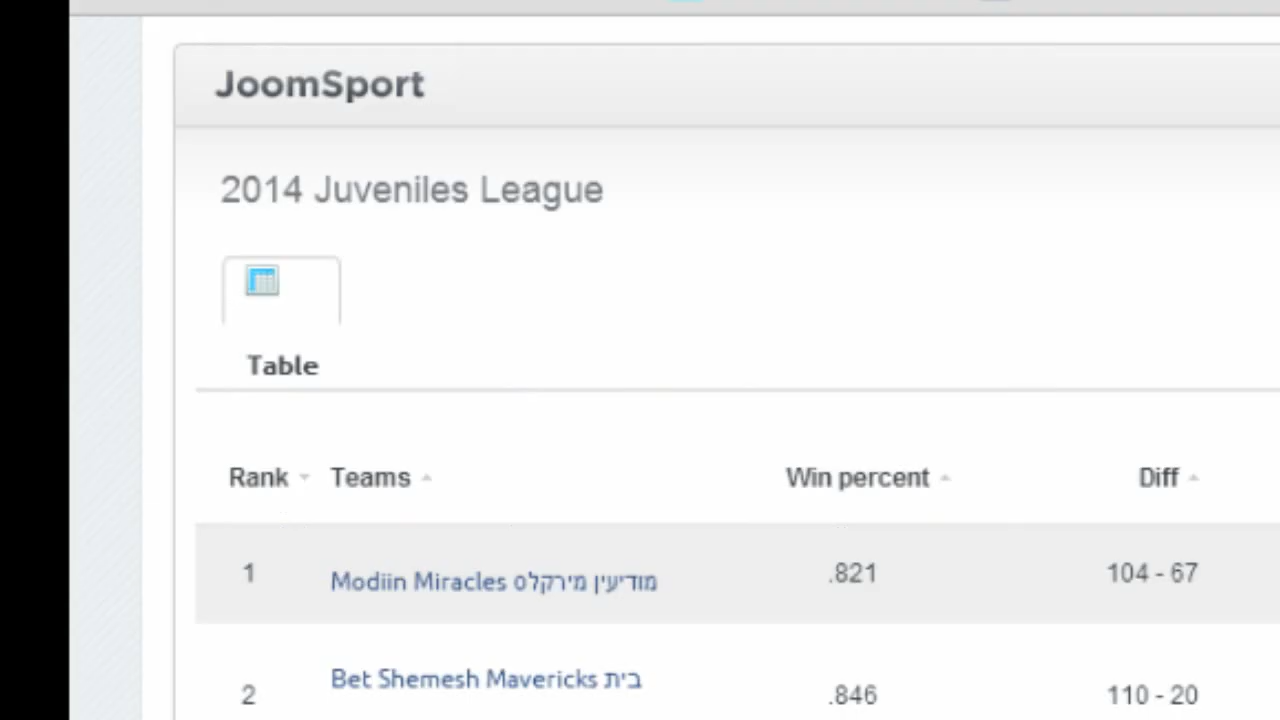 JoomSport
2014 Juveniles League
Table
Rank Teams Win percent Diff
1 Modiin Miracles מודיעין מירקלס .821 104 - 67
2 Bet Shemesh Mavericks בית .846 110 - 20